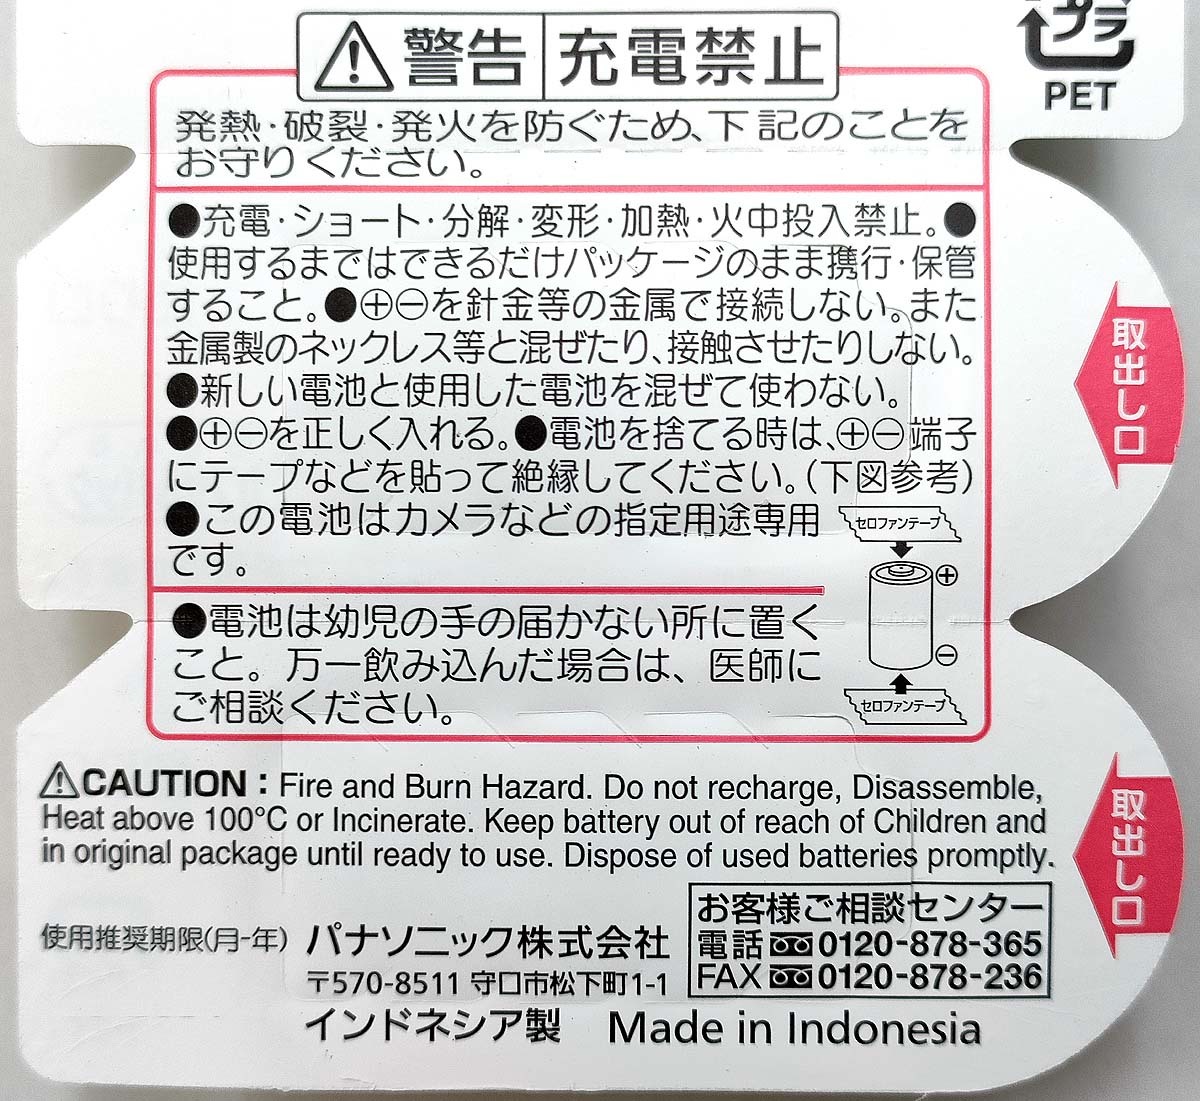 プラ
PET
警告 充電禁止
発熱・破裂・発火を防ぐため、下記のことを
お守りください。
●充電・ショート・分解・変形・加熱・火中投入禁止。●
使用するまではできるだけパッケージのまま携行・保管
すること。●⊕⊖を針金等の金属で接続しない。また
金属製のネックレス等と混ぜたり、接触させたりしない。
●新しい電池と使用した電池を混ぜて使わない。
●⊕⊖を正しく入れる。●電池を捨てる時は、⊕⊖端子
にテープなどを貼って絶縁してください。(下図参考)
●この電池はカメラなどの指定用途専用
です。
セロファンテープ
⊕
⊖
セロファンテープ
●電池は幼児の手の届かない所に置く
こと。万一飲み込んだ場合は、医師に
ご相談ください。
取出し口
取出し口
⚠CAUTION : Fire and Burn Hazard. Do not recharge, Disassemble,
Heat above 100°C or Incinerate. Keep battery out of reach of Children and
in original package until ready to use. Dispose of used batteries promptly.
使用推奨期限(月-年) パナソニック株式会社
〒570-8511 守口市松下町1-1
インドネシア製 Made in Indonesia
お客様ご相談センター
電話 0120-878-365
FAX 0120-878-236